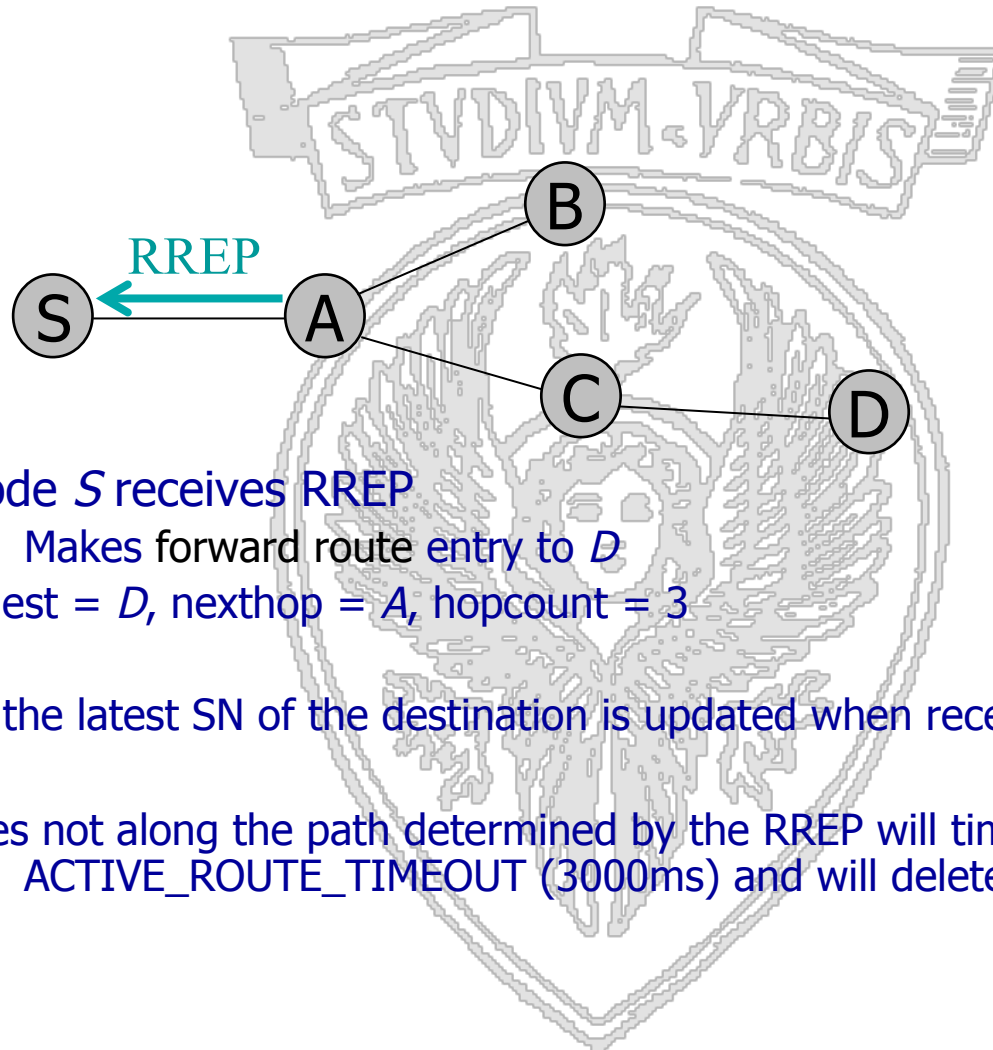 STVDIVM VRBIS
B
RREP
S
A
C
D
ode S receives RREP
Makes forward route entry to D
est = D, nexthop = A, hopcount = 3
the latest SN of the destination is updated when rece
es not along the path determined by the RREP will tim
ACTIVE_ROUTE_TIMEOUT (3000ms) and will delete